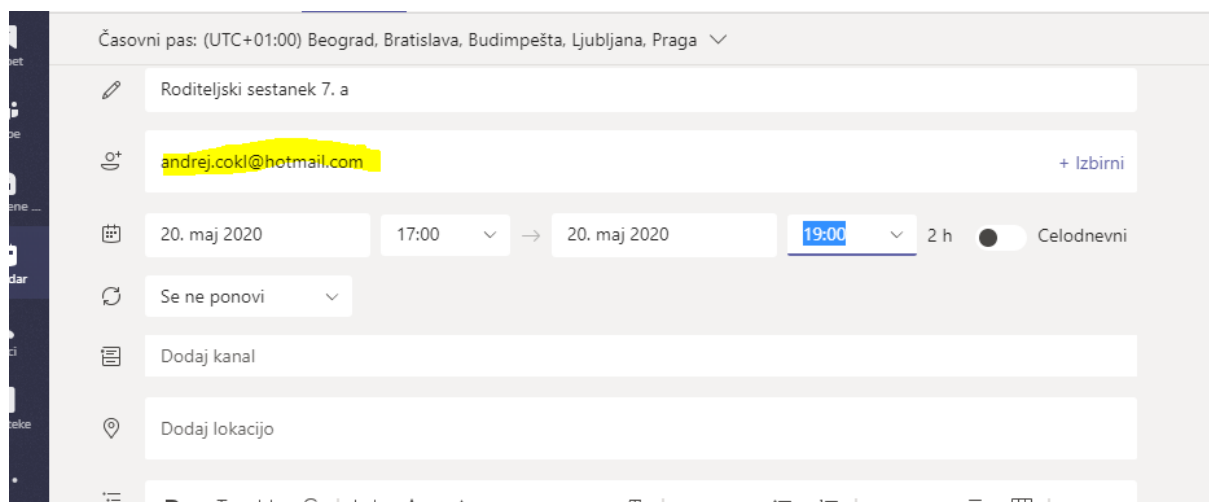 Časovni pas: (UTC+01:00) Beograd, Bratislava, Budimpešta, Ljubljana, Praga
Roditeljski sestanek 7. a
andrej.cokl@hotmail.com + Izbirni
20. maj 2020 17:00 → 20. maj 2020 19:00 2 h Celodnevni
Se ne ponovi
Dodaj kanal
Dodaj lokacijo